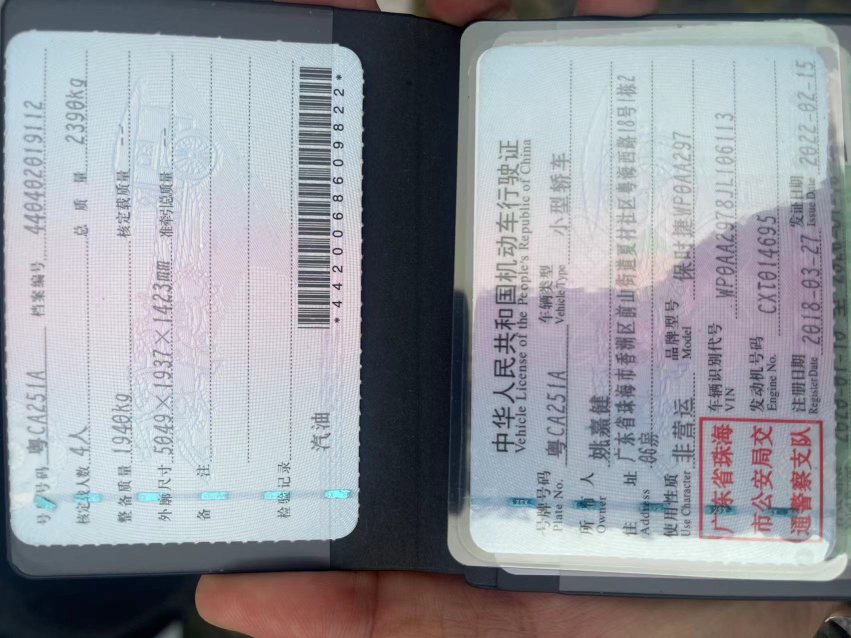 中华人民共和国机动车行驶证
Vehicle License of the People's Republic of China
号牌号码 粤CA251A 车辆类型 小型轿车
Plate No. Vehicle Type
所有人 姚嘉健
Owner
住址 广东省珠海市香洲区前山街道夏村社区粤海西路18号1栋2
Address 06房
使用性质 非营运 品牌型号 保时捷WP0AA297
Use Character Model
广东省珠海
市公安局交
通警察支队
车辆识别代号 WP0AA2978JL106113
VIN
发动机号码 CXT014695
Engine No.
注册日期 2018-03-27 发证日期 2022-02-15
Register Date Issue Date
号牌号码 粤CA251A 档案编号 440402019112
核定载人数 4人 总质量 2390kg
整备质量 1940kg 核定载质量 --
外廓尺寸 5049×1937×1423mm 准牵引总质量 --
备注
检验记录
汽油
*4420068609822*